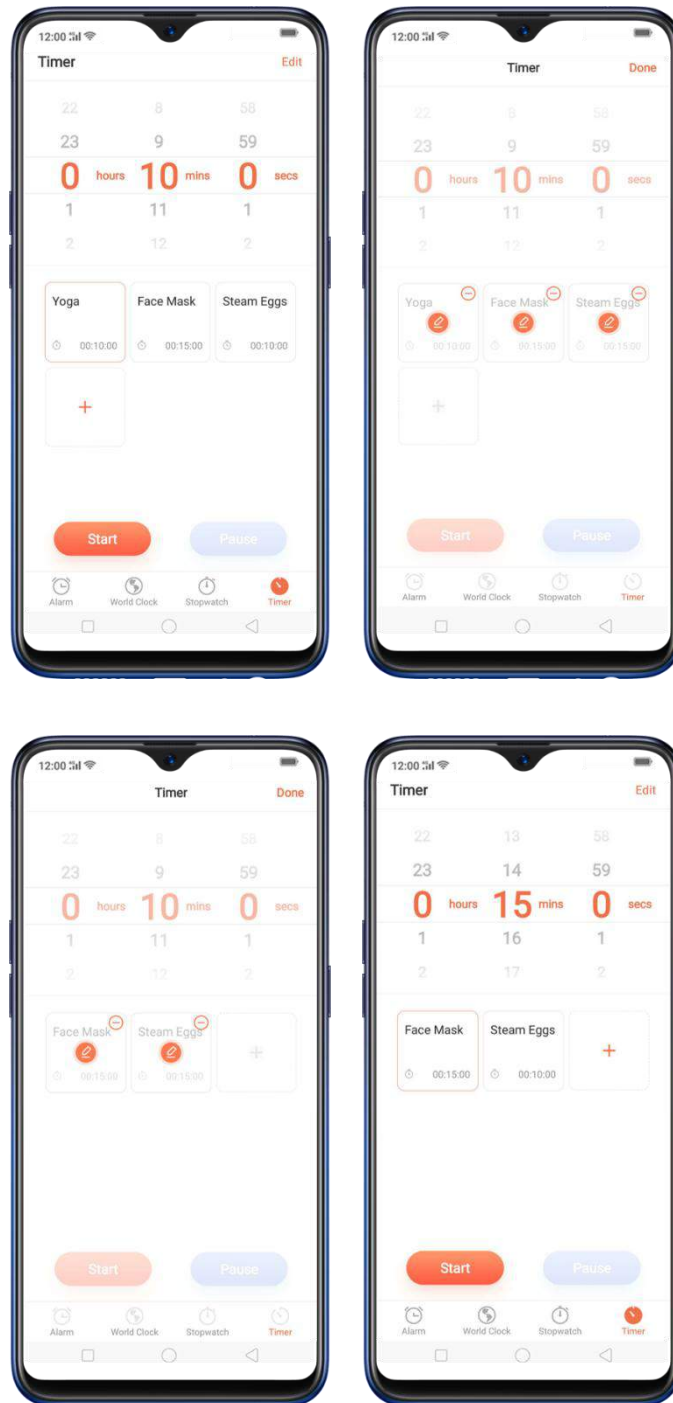 12:00
Timer
Edit
22 8 58
23 9 59
0 hours 10 mins 0 secs
1 11 1
2 12 2
Yoga
00:10:00
Face Mask
00:15:00
Steam Eggs
00:10:00
+
Start
Pause
Alarm
World Clock
Stopwatch
Timer
12:00
Timer
Done
22 8 58
23 9 59
0 hours 10 mins 0 secs
1 11 1
2 12 2
Yoga
00:10:00
Face Mask
00:15:00
Steam Eggs
00:15:00
+
Start
Pause
Alarm
World Clock
Stopwatch
Timer
12:00
Timer
Done
22 8 58
23 9 59
0 hours 10 mins 0 secs
1 11 1
2 12 2
Face Mask
00:15:00
Steam Eggs
00:15:00
+
Start
Pause
Alarm
World Clock
Stopwatch
Timer
12:00
Timer
Edit
22 13 58
23 14 59
0 hours 15 mins 0 secs
1 16 1
2 17 2
Face Mask
00:15:00
Steam Eggs
00:10:00
+
Start
Pause
Alarm
World Clock
Stopwatch
Timer